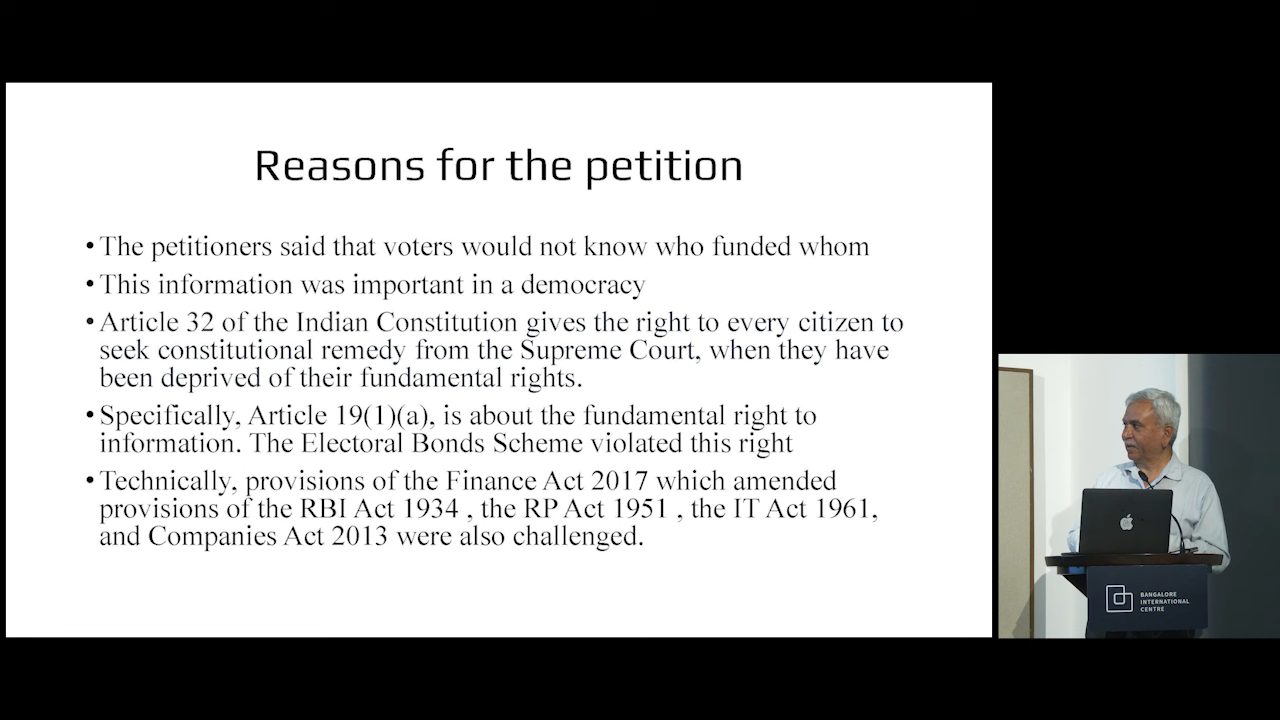 Reasons for the petition
• The petitioners said that voters would not know who funded whom
• This information was important in a democracy
• Article 32 of the Indian Constitution gives the right to every citizen to
seek constitutional remedy from the Supreme Court, when they have
been deprived of their fundamental rights.
• Specifically, Article 19(1)(a), is about the fundamental right to
information. The Electoral Bonds Scheme violated this right
• Technically, provisions of the Finance Act 2017 which amended
provisions of the RBI Act 1934 , the RP Act 1951 , the IT Act 1961,
and Companies Act 2013 were also challenged.
BANGALORE
INTERNATIONAL
CENTRE